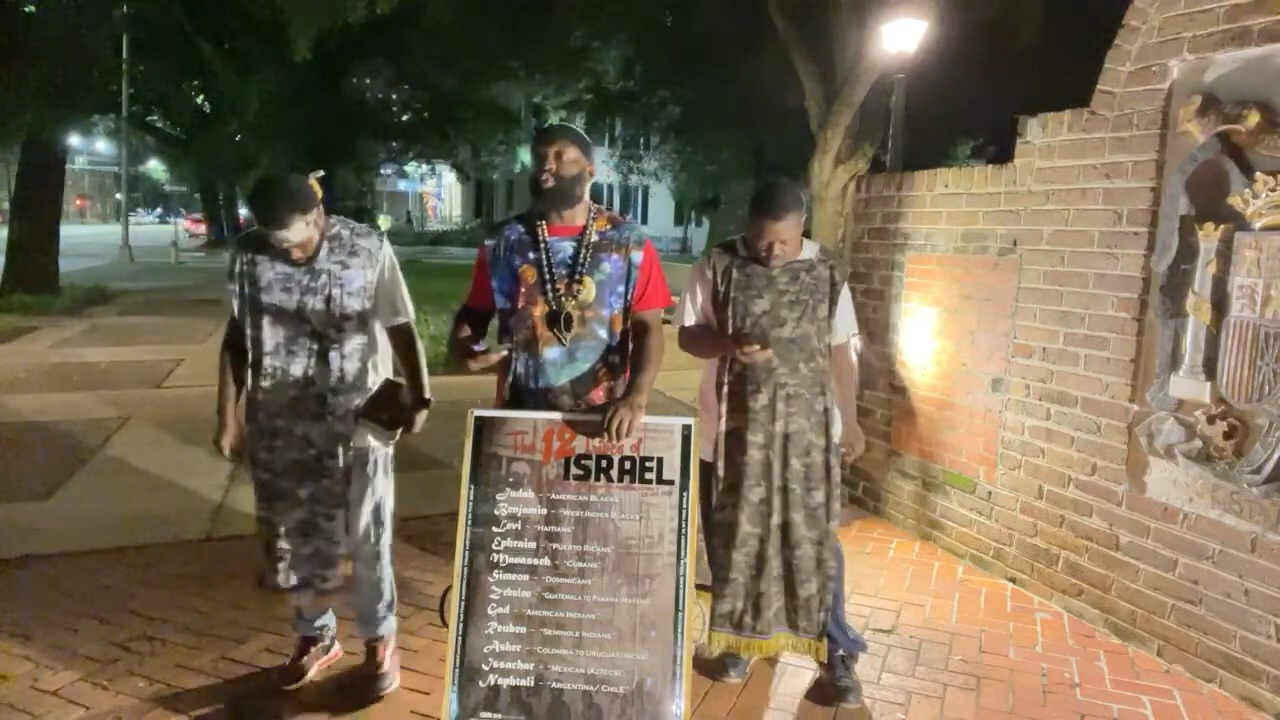 The 12 Tribes of
ISRAEL
Judah - "AMERICAN BLACKS"
Benjamin - "WEST INDIES BLACKS"
Levi - "HAITIANS"
Ephraim - "PUERTO RICANS"
Manasseh - "CUBANS"
Simeon - "DOMINICANS"
Zebulon - "GUATEMALA TO PANAMA (MAYANS)
Gad - "AMERICAN INDIANS"
Reuben - "SEMINOLE INDIANS"
Asher - "COLOMBIA TO URUGUAY (INCAS)
Issachar - "MEXICAN (AZTECS)
Naphtali - "ARGENTINA/ CHILE"